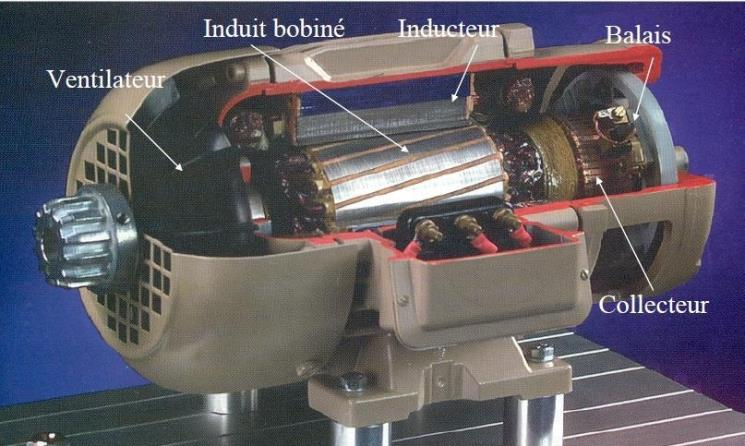 Induit bobiné
Inducteur
Balais
Ventilateur
Collecteur